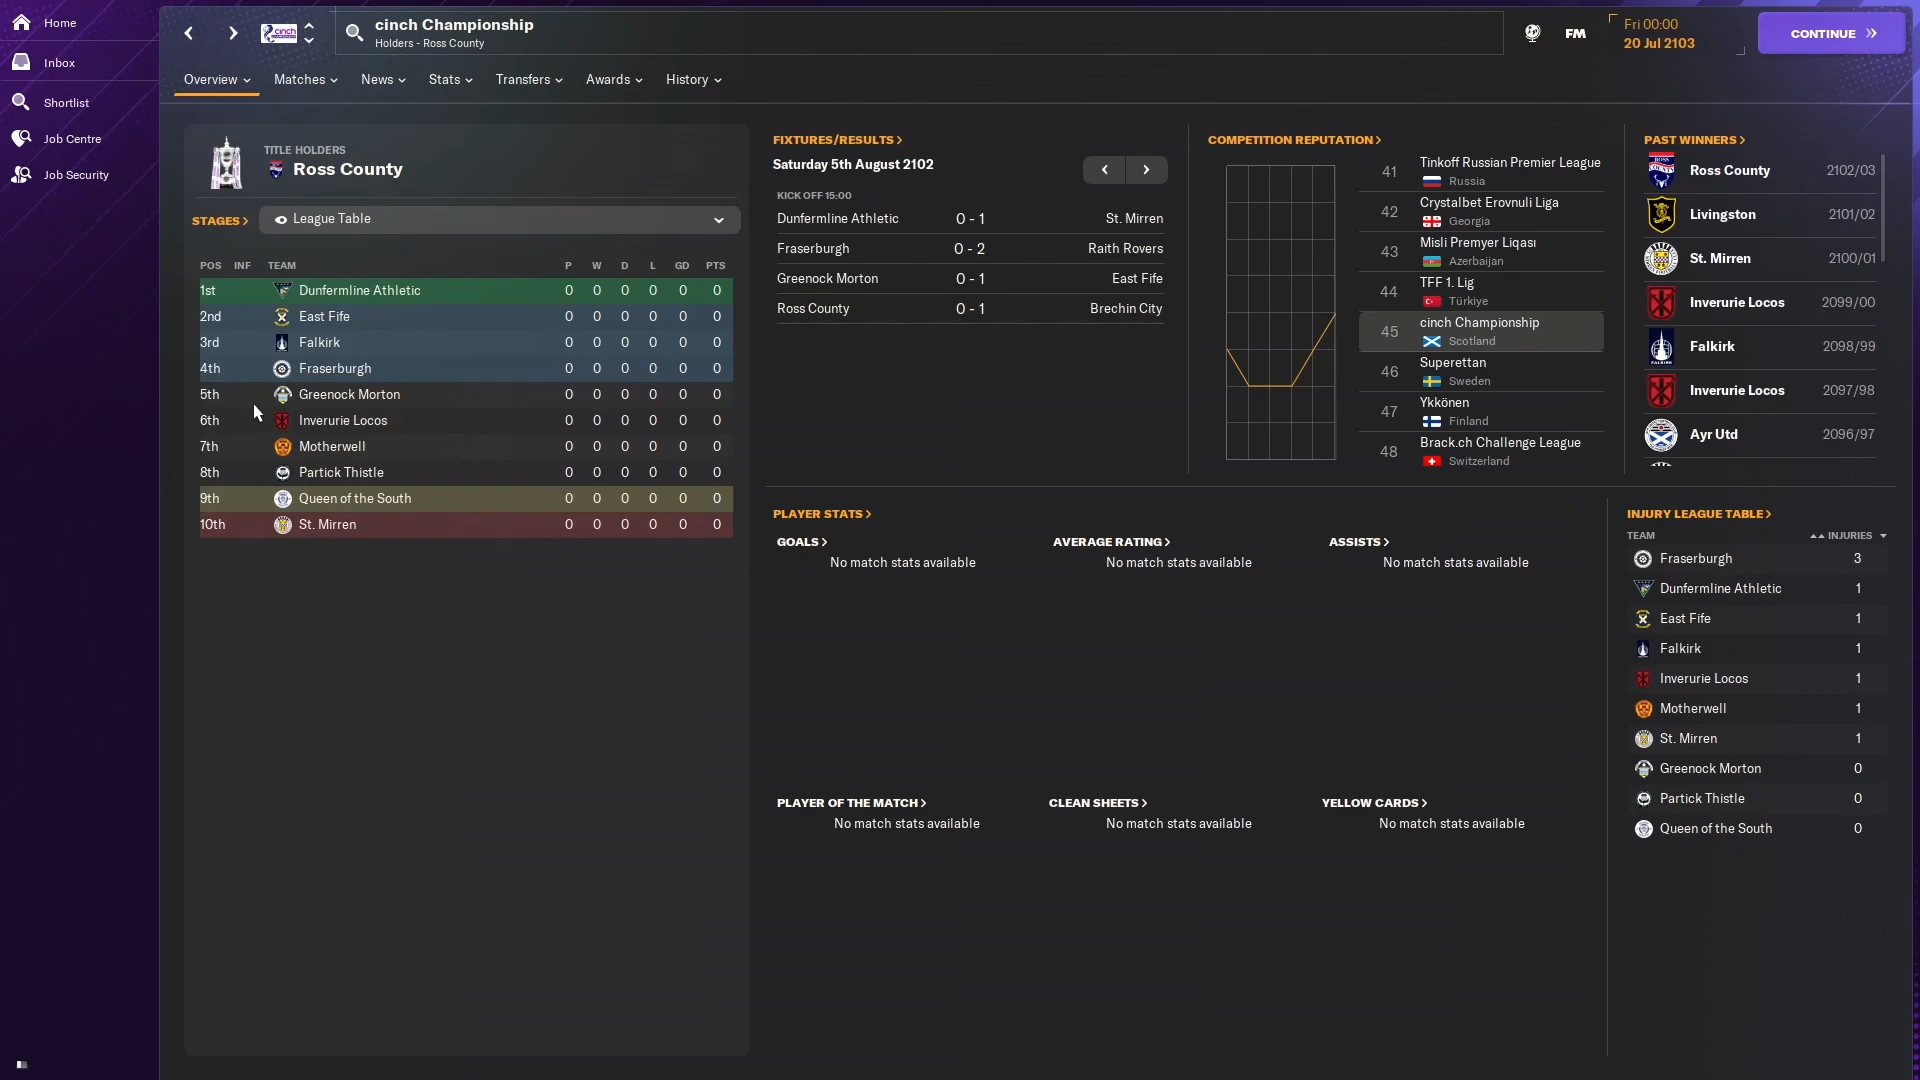 Home
Inbox
Shortlist
Job Centre
Job Security
cinch
cinch Championship
Holders - Ross County
FM
Fri 00:00
20 Jul 2103
CONTINUE
Overview
Matches
News
Stats
Transfers
Awards
History
TITLE HOLDERS
Ross County
STAGES
League Table
POS INF TEAM P W D L GD PTS
1st Dunfermline Athletic 0 0 0 0 0 0
2nd East Fife 0 0 0 0 0 0
3rd Falkirk 0 0 0 0 0 0
4th Fraserburgh 0 0 0 0 0 0
5th Greenock Morton 0 0 0 0 0 0
6th Inverurie Locos 0 0 0 0 0 0
7th Motherwell 0 0 0 0 0 0
8th Partick Thistle 0 0 0 0 0 0
9th Queen of the South 0 0 0 0 0 0
10th St. Mirren 0 0 0 0 0 0
FIXTURES/RESULTS
Saturday 5th August 2102
KICK OFF 15:00
Dunfermline Athletic 0 - 1 St. Mirren
Fraserburgh 0 - 2 Raith Rovers
Greenock Morton 0 - 1 East Fife
Ross County 0 - 1 Brechin City
COMPETITION REPUTATION
41 Tinkoff Russian Premier League
Russia
42 Crystalbet Erovnuli Liga
Georgia
43 Misli Premyer Liqası
Azerbaijan
44 TFF 1. Lig
Türkiye
45 cinch Championship
Scotland
46 Superettan
Sweden
47 Ykkönen
Finland
48 Brack.ch Challenge League
Switzerland
PAST WINNERS
Ross County 2102/03
Livingston 2101/02
St. Mirren 2100/01
Inverurie Locos 2099/00
Falkirk 2098/99
Inverurie Locos 2097/98
Ayr Utd 2096/97
PLAYER STATS
GOALS
No match stats available
AVERAGE RATING
No match stats available
ASSISTS
No match stats available
PLAYER OF THE MATCH
No match stats available
CLEAN SHEETS
No match stats available
YELLOW CARDS
No match stats available
INJURY LEAGUE TABLE
TEAM INJURIES
Fraserburgh 3
Dunfermline Athletic 1
East Fife 1
Falkirk 1
Inverurie Locos 1
Motherwell 1
St. Mirren 1
Greenock Morton 0
Partick Thistle 0
Queen of the South 0